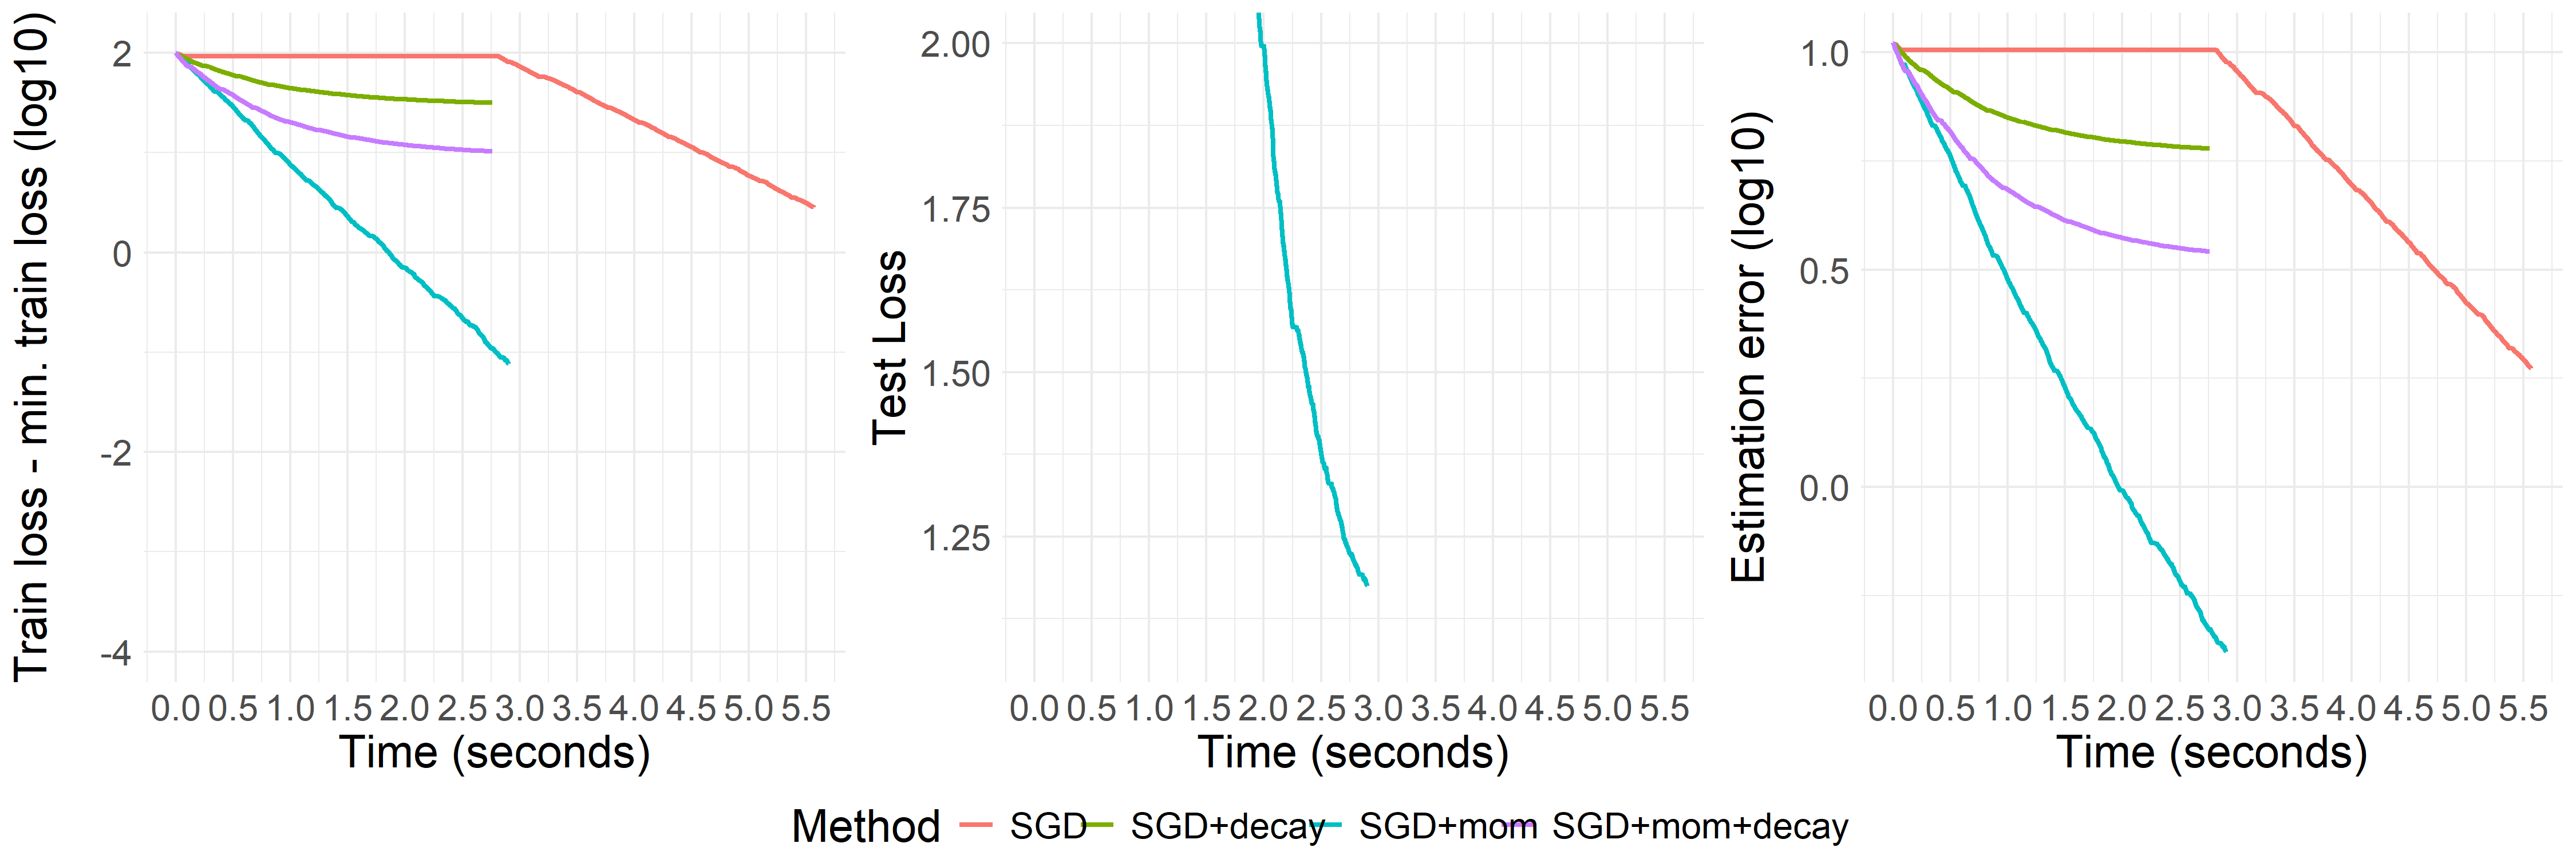 Train loss - min. train loss (log10)
2
0
-2
-4
0.0 0.5 1.0 1.5 2.0 2.5 3.0 3.5 4.0 4.5 5.0 5.5
Time (seconds)
Test Loss
2.00
1.75
1.50
1.25
0.0 0.5 1.0 1.5 2.0 2.5 3.0 3.5 4.0 4.5 5.0 5.5
Time (seconds)
Estimation error (log10)
1.0
0.5
0.0
0.0 0.5 1.0 1.5 2.0 2.5 3.0 3.5 4.0 4.5 5.0 5.5
Time (seconds)
Method SGD SGD+decay SGD+mom SGD+mom+decay